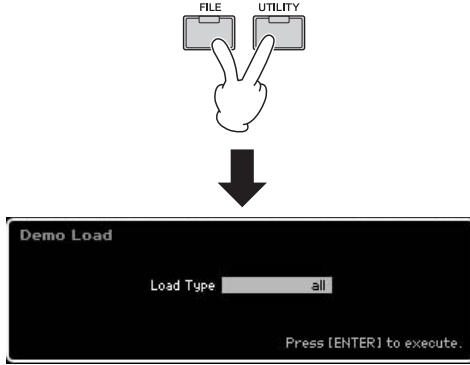 FILE UTILITY
Demo Load
Load Type all
Press [ENTER] to execute.